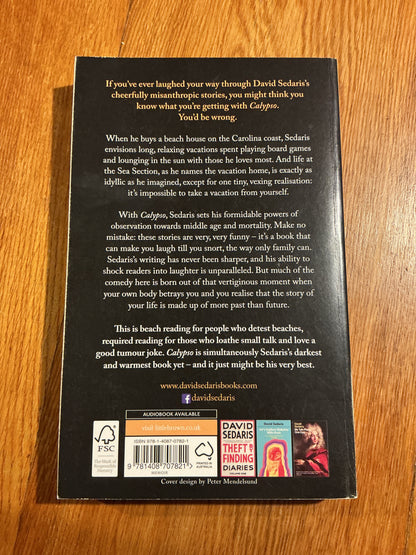 If you've ever laughed your way through David Sedaris's
cheerfully misanthropic stories, you might think you
know what you're getting with Calypso.
You'd be wrong.
When he buys a beach house on the Carolina coast, Sedaris
envisions long, relaxing vacations spent playing board games
and lounging in the sun with those he loves most. And life at
the Sea Section, as he names the vacation home, is exactly as
idyllic as he imagined, except for one tiny, vexing realisation: it's
impossible to take a vacation from yourself.
With Calypso, Sedaris sets his formidable powers of
observation towards middle age and mortality. Make no
mistake: these stories are very, very funny – it's a book that
can make you laugh till you snort, the way only family can.
Sedaris's writing has never been sharper, and his ability to
shock readers into laughter is unparalleled. But much of the
comedy here is born out of that vertiginous moment when
your own body betrays you and you realise that the story of
your life is made up of more past than future.
This is beach reading for people who detest beaches,
required reading for those who loathe small talk and love a
good tumour joke. Calypso is simultaneously Sedaris's darkest
and warmest book yet – and it just might be his very best.
www.davidsedarisbooks.com
f davidsedaris
AUDIOBOOK AVAILABLE
visit littlebrown.co.uk
FSC
ISBN 978-1-4087-0782-1
9 781408 707821
MEMOIR
PRINTED IN
AUSTRALIA
DAVID
SEDARIS
THEFT BY
FINDING
DIARIES
VOLUME ONE
David Sedaris
Cover design by Peter Mendelsund